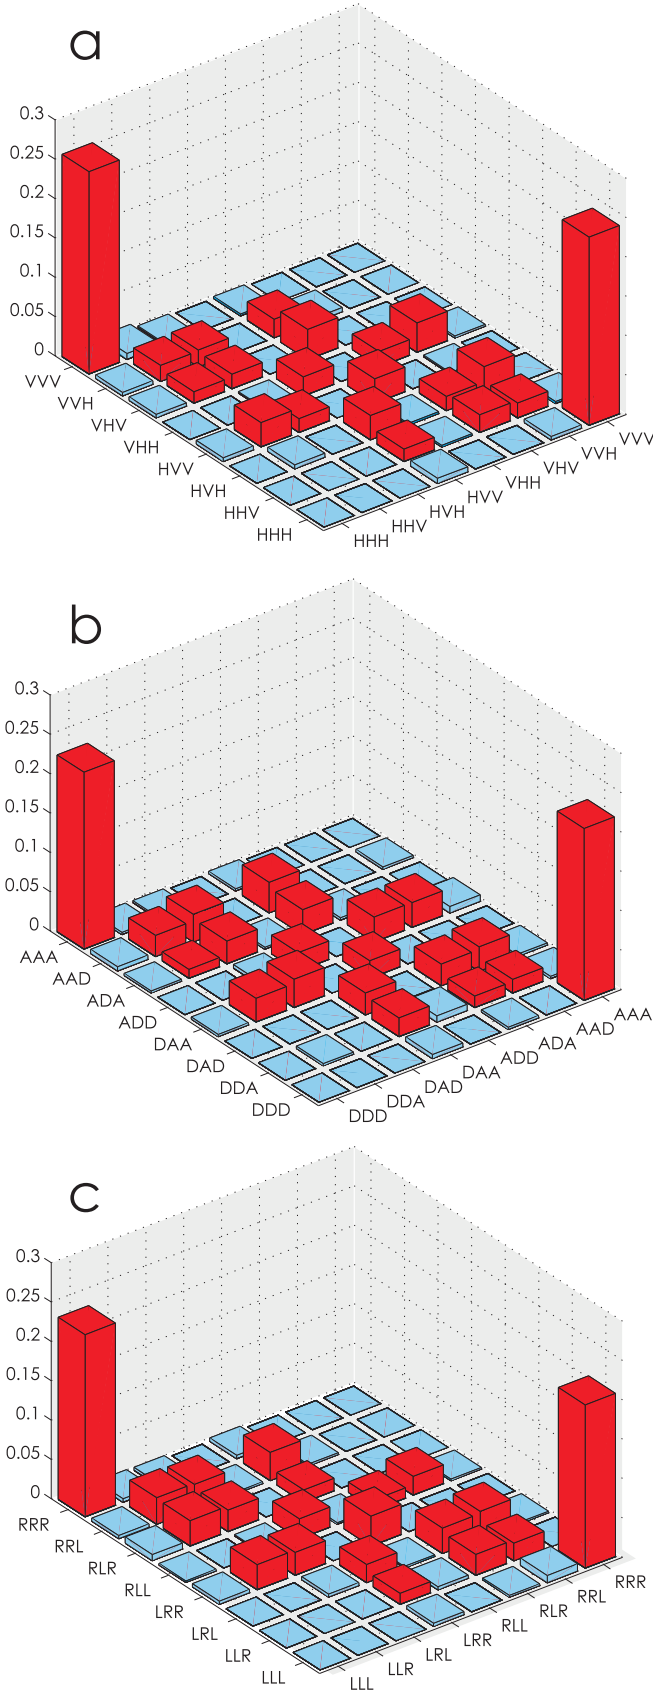 a
0.3
0.25
0.2
0.15
0.1
0.05
0
VVV
VVH
VHV
VHH
HVV
HVH
HHV
HHH
HHH
HHV
HVH
HVV
VHH
VHV
VVH
VVV
b
0.3
0.25
0.2
0.15
0.1
0.05
0
AAA
AAD
ADA
ADD
DAA
DAD
DDA
DDD
DDD
DDA
DAD
DAA
ADD
ADA
AAD
AAA
c
0.3
0.25
0.2
0.15
0.1
0.05
0
RRR
RRL
RLR
RLL
LRR
LRL
LLR
LLL
LLL
LLR
LRL
LRR
RLL
RLR
RRL
RRR